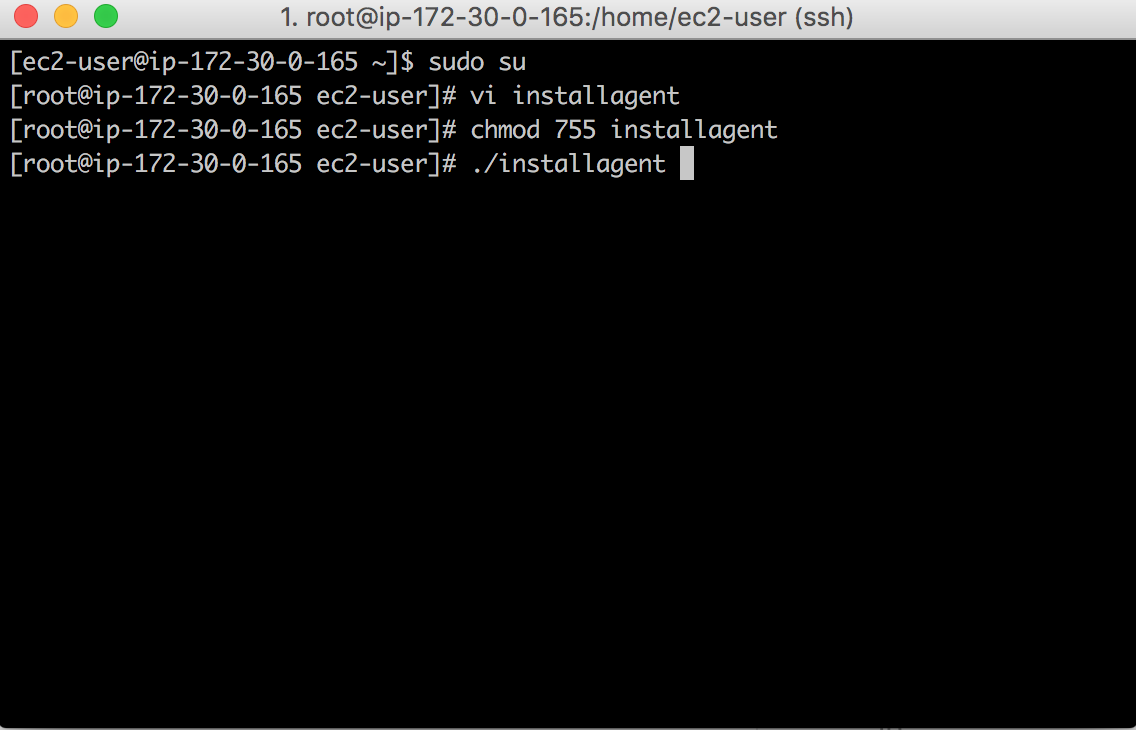 1. root@ip-172-30-0-165:/home/ec2-user (ssh)
[ec2-user@ip-172-30-0-165 ~]$ sudo su
[root@ip-172-30-0-165 ec2-user]# vi installagent
[root@ip-172-30-0-165 ec2-user]# chmod 755 installagent
[root@ip-172-30-0-165 ec2-user]# ./installagent